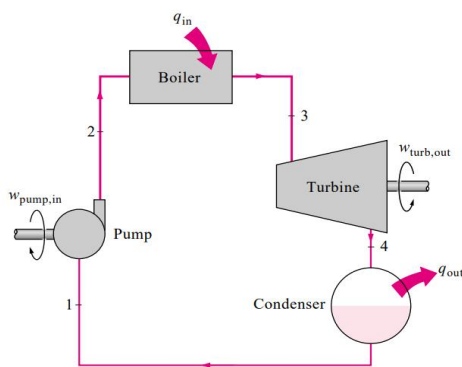 q_in
Boiler
2
3
w_pump,in
w_turb,out
Turbine
Pump
4
q_out
1
Condenser